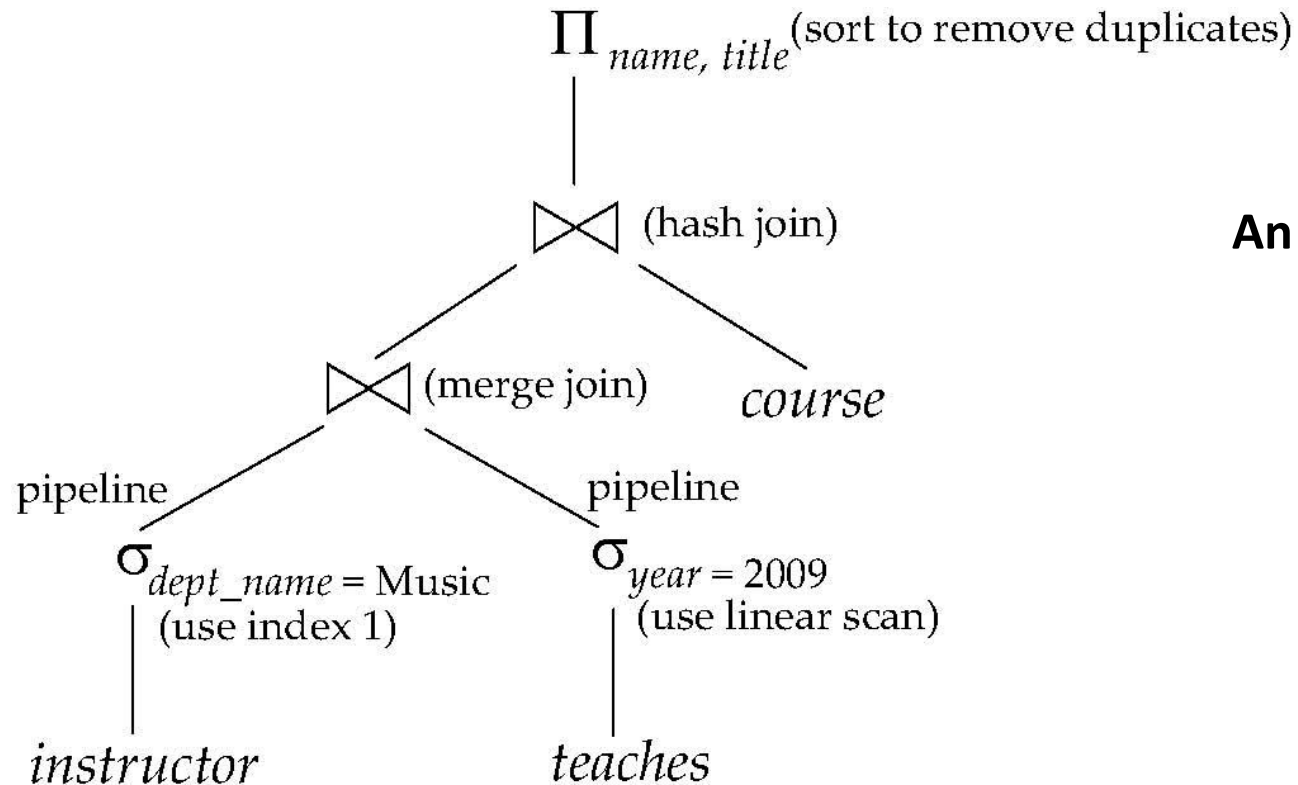 Π name, title (sort to remove duplicates)
(hash join)
An
(merge join)
course
pipeline
pipeline
σ dept_name = Music
(use index 1)
σ year = 2009
(use linear scan)
instructor
teaches